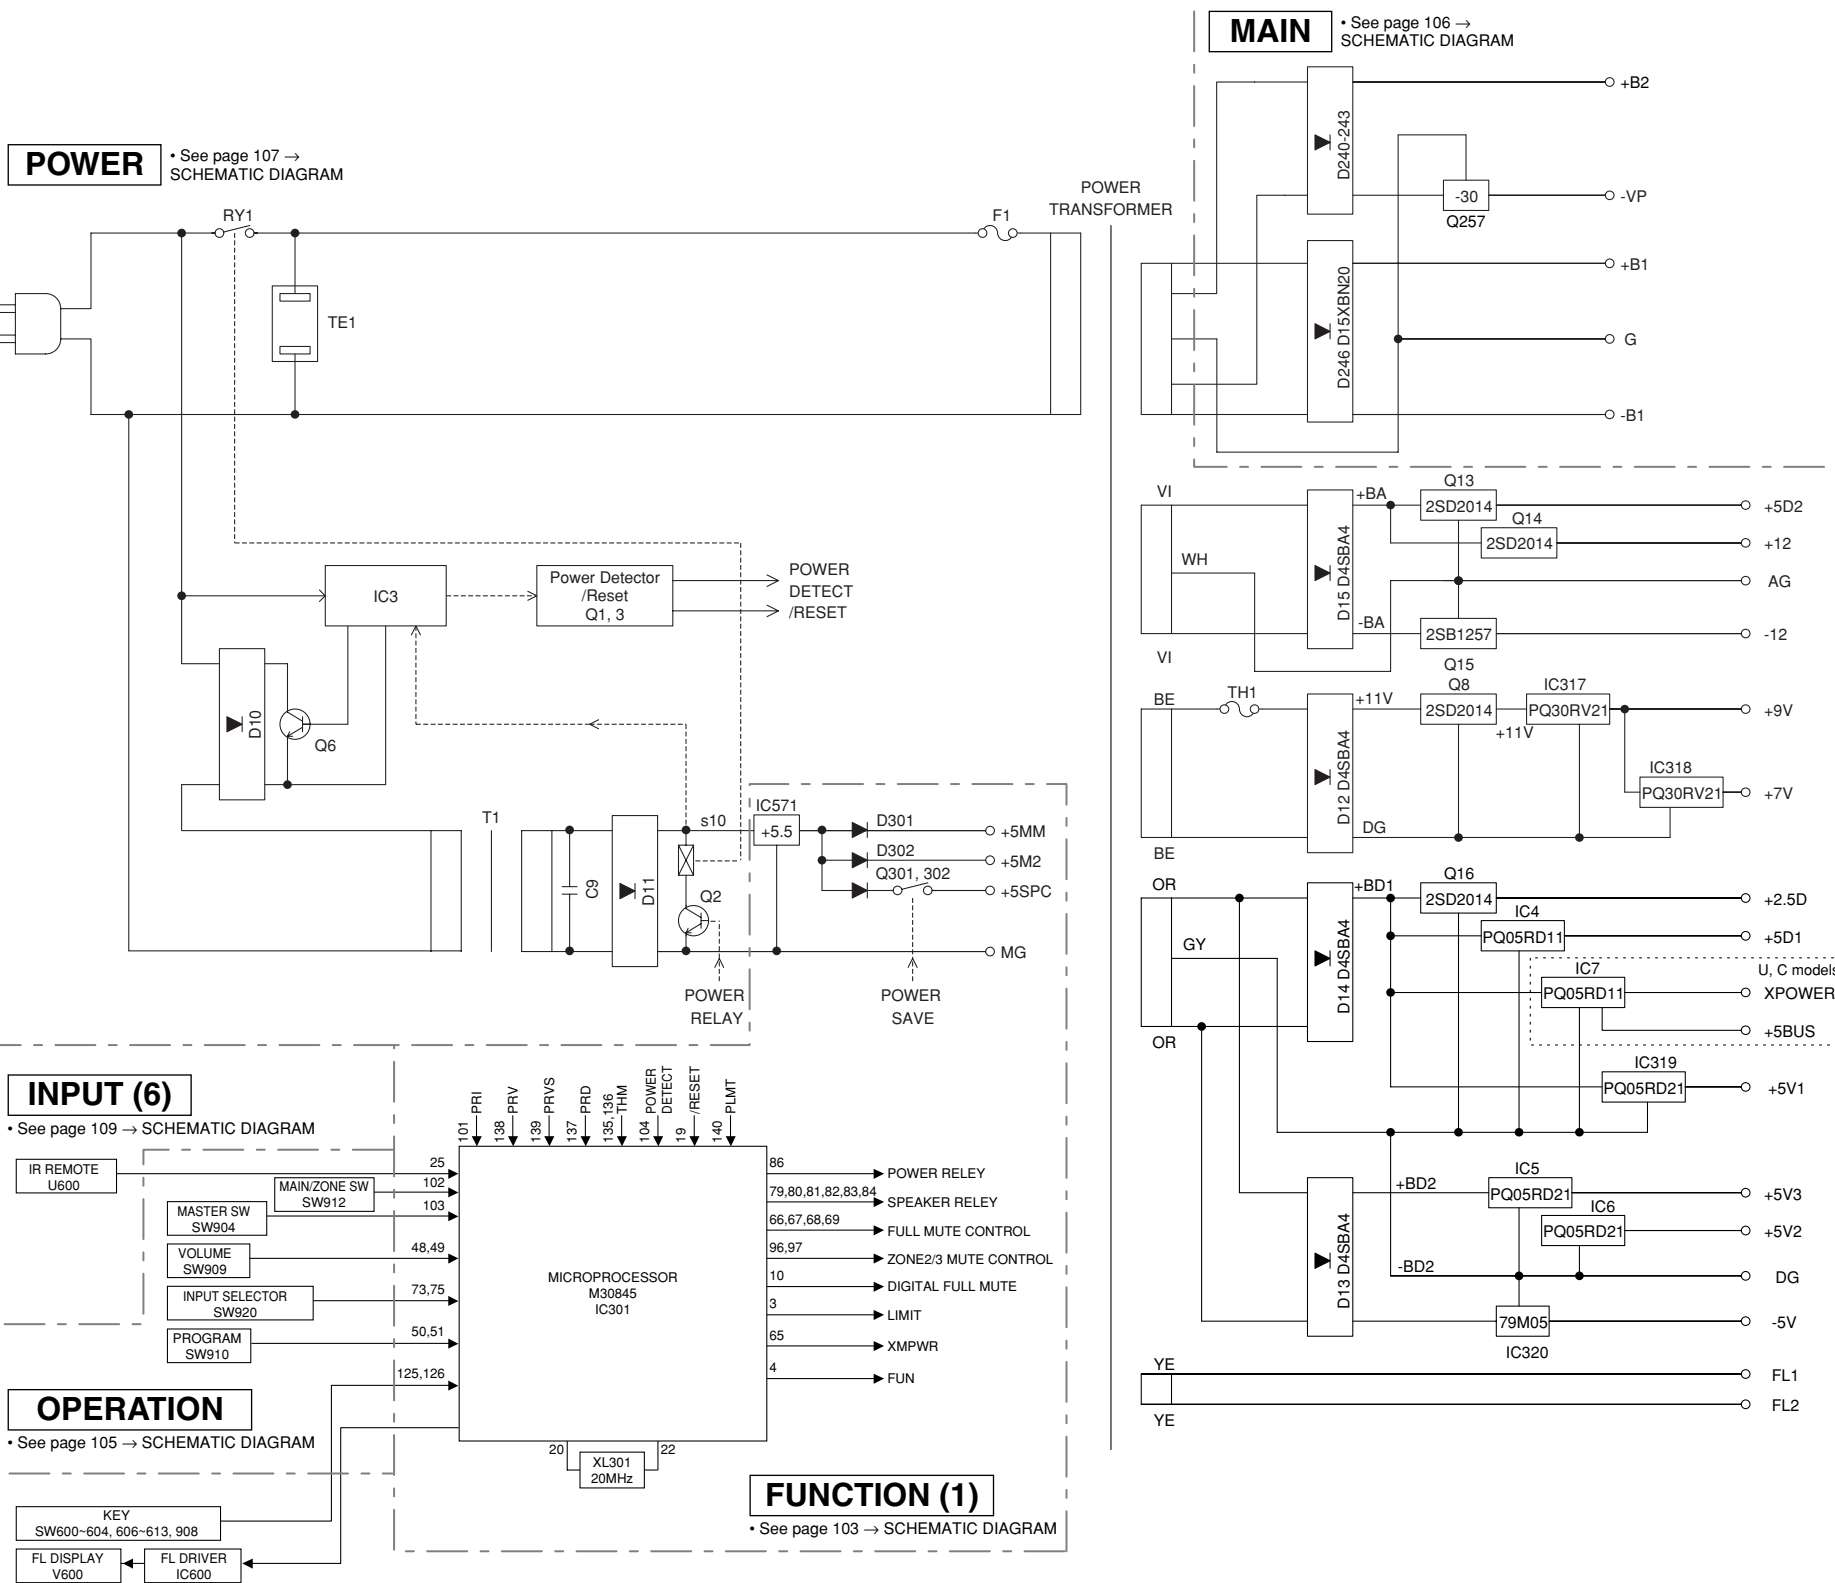 MAIN
• See page 106 →
SCHEMATIC DIAGRAM
D240-243
+B2
-30
Q257
-VP
D246 D15XBN20
+B1
G
-B1
POWER
• See page 107 →
SCHEMATIC DIAGRAM
RY1
TE1
F1
POWER
TRANSFORMER
IC3
Power Detector
/Reset
Q1, 3
POWER
DETECT
/RESET
D10
Q6
T1
C9
D11
s10
Q2
POWER
RELAY
IC571
+5.5
D301
+5MM
D302
+5M2
Q301, 302
+5SPC
MG
POWER
SAVE
VI
WH
VI
D15 D4SBA4
+BA
-BA
Q13
2SD2014
+5D2
Q14
2SD2014
+12
AG
2SB1257
Q15
-12
BE
TH1
BE
D12 D4SBA4
+11V
DG
Q8
2SD2014
+11V
IC317
PQ30RV21
+9V
IC318
PQ30RV21
+7V
OR
GY
OR
D14 D4SBA4
+BD1
Q16
2SD2014
+2.5D
IC4
PQ05RD11
+5D1
U, C models
IC7
PQ05RD11
XPOWER
+5BUS
IC319
PQ05RD21
+5V1
D13 D4SBA4
+BD2
-BD2
IC5
PQ05RD21
+5V3
IC6
PQ05RD21
+5V2
DG
79M05
IC320
-5V
YE
YE
FL1
FL2
INPUT (6)
• See page 109 → SCHEMATIC DIAGRAM
IR REMOTE
U600
MAIN/ZONE SW
SW912
MASTER SW
SW904
VOLUME
SW909
INPUT SELECTOR
SW920
PROGRAM
SW910
25
102
103
48,49
73,75
50,51
125,126
101
PRI
138
PRV
139
PRVS
137
PRD
135,136
THM
104
POWER
DETECT
19
/RESET
140
PLMT
MICROPROCESSOR
M30845
IC301
86
POWER RELEY
79,80,81,82,83,84
SPEAKER RELEY
66,67,68,69
FULL MUTE CONTROL
96,97
ZONE2/3 MUTE CONTROL
10
DIGITAL FULL MUTE
3
LIMIT
65
XMPWR
4
FUN
20
22
XL301
20MHz
OPERATION
• See page 105 → SCHEMATIC DIAGRAM
KEY
SW600~604, 606~613, 908
FL DISPLAY
V600
FL DRIVER
IC600
FUNCTION (1)
• See page 103 → SCHEMATIC DIAGRAM